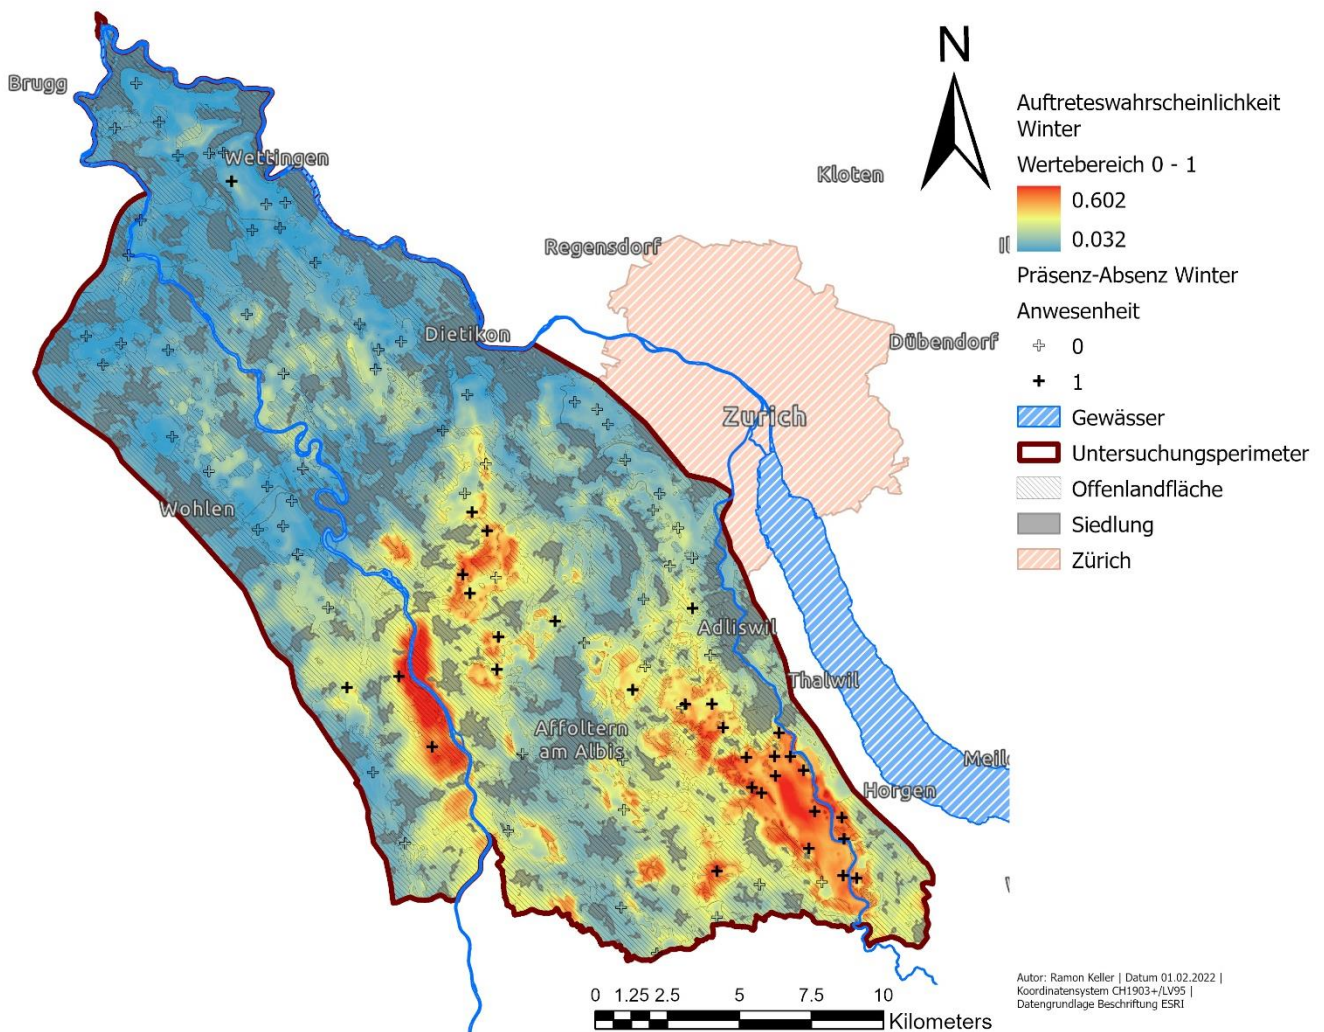 N
Brugg
Wettingen
Kloten
Regensdorf
Dietikon
Dübendorf
Zurich
Wohlen
Adliswil
Thalwil
Affoltern
am Albis
Horgen
Auftreteswahrscheinlichkeit
Winter
Wertebereich 0 - 1
0.602
0.032
Präsenz-Absenz Winter
Anwesenheit
0
1
Gewässer
Untersuchungsperimeter
Offenlandfläche
Siedlung
Zürich
0 1.25 2.5 5 7.5 10
Kilometers
Autor: Ramon Keller | Datum 01.02.2022 |
Koordinatensystem CH1903+/LV95 |
Datengrundlage Beschriftung ESRI